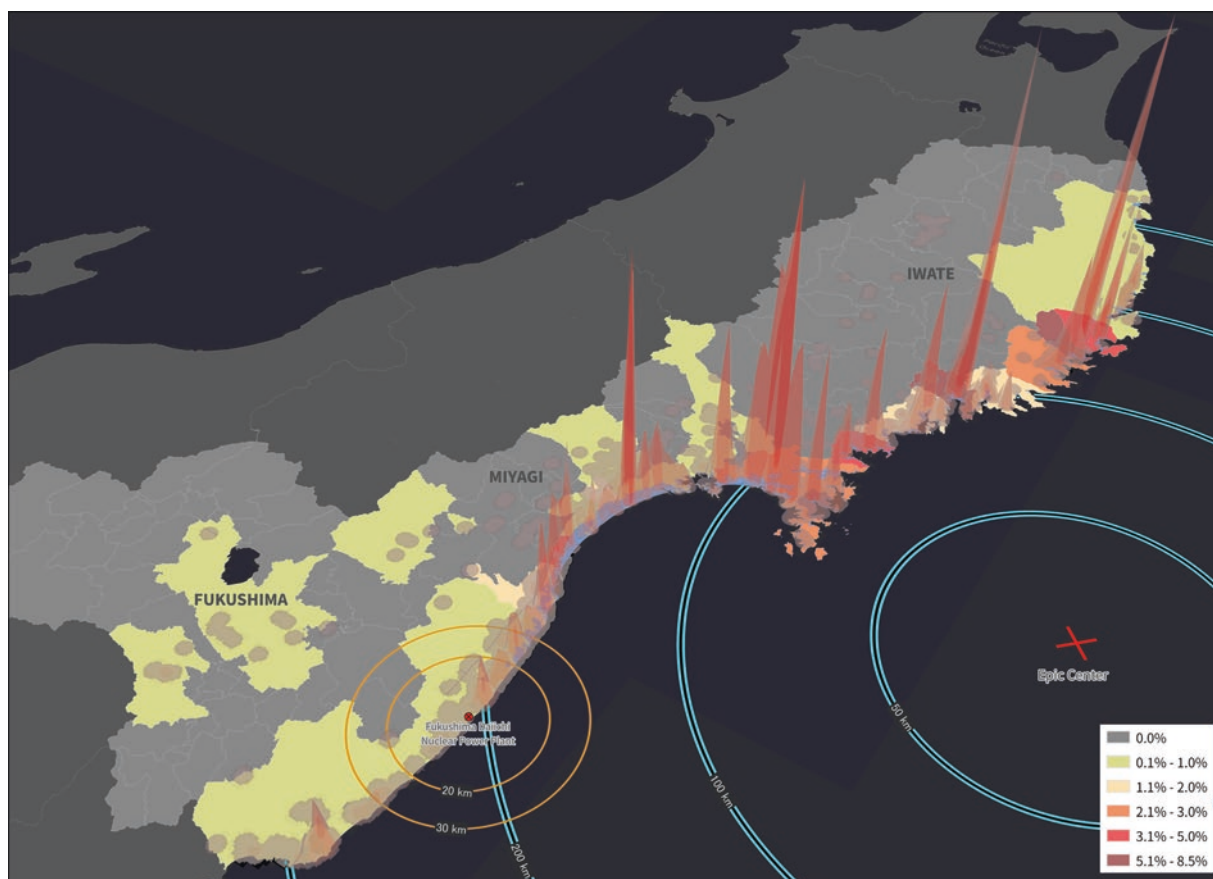 IWATE
MIYAGI
FUKUSHIMA
Epic Center
Fukushima Daiichi
Nuclear Power Plant
50 km
100 km
200 km
20 km
30 km
0.0%
0.1% - 1.0%
1.1% - 2.0%
2.1% - 3.0%
3.1% - 5.0%
5.1% - 8.5%